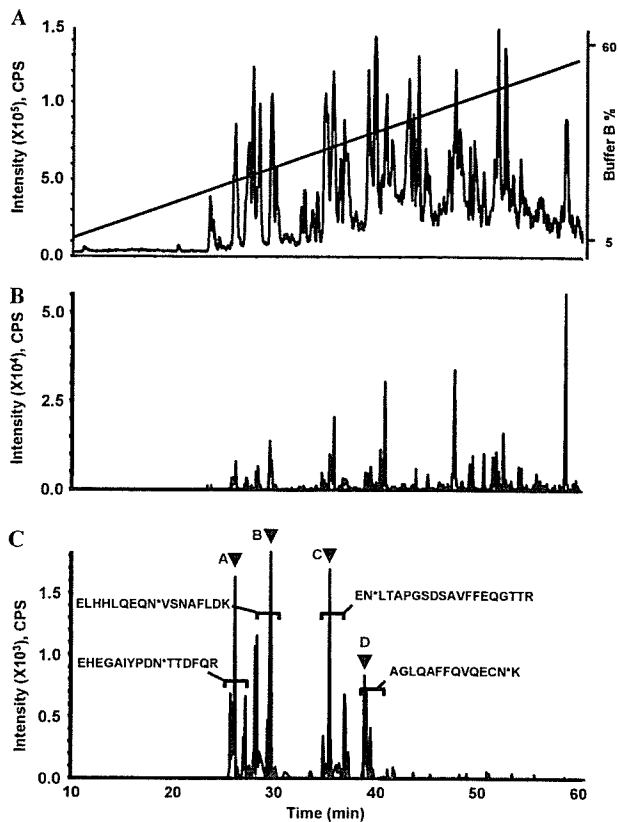 A
Intensity (X10⁵), CPS
1.5
1.0
5.0
0.0
60
5
Buffer B %
B
Intensity (X10⁴), CPS
5.0
2.5
0.0
C
Intensity (X10³), CPS
1.5
1.0
0.5
0.0
A
B
C
D
ELHHLQEQN*VSNAFLDK
EN*LTAPGSDSAVFFEQGTTR
EHEGAIYPDN*TTDFQR
AGLQAFFQVQECN*K
10 20 30 40 50 60
Time (min)